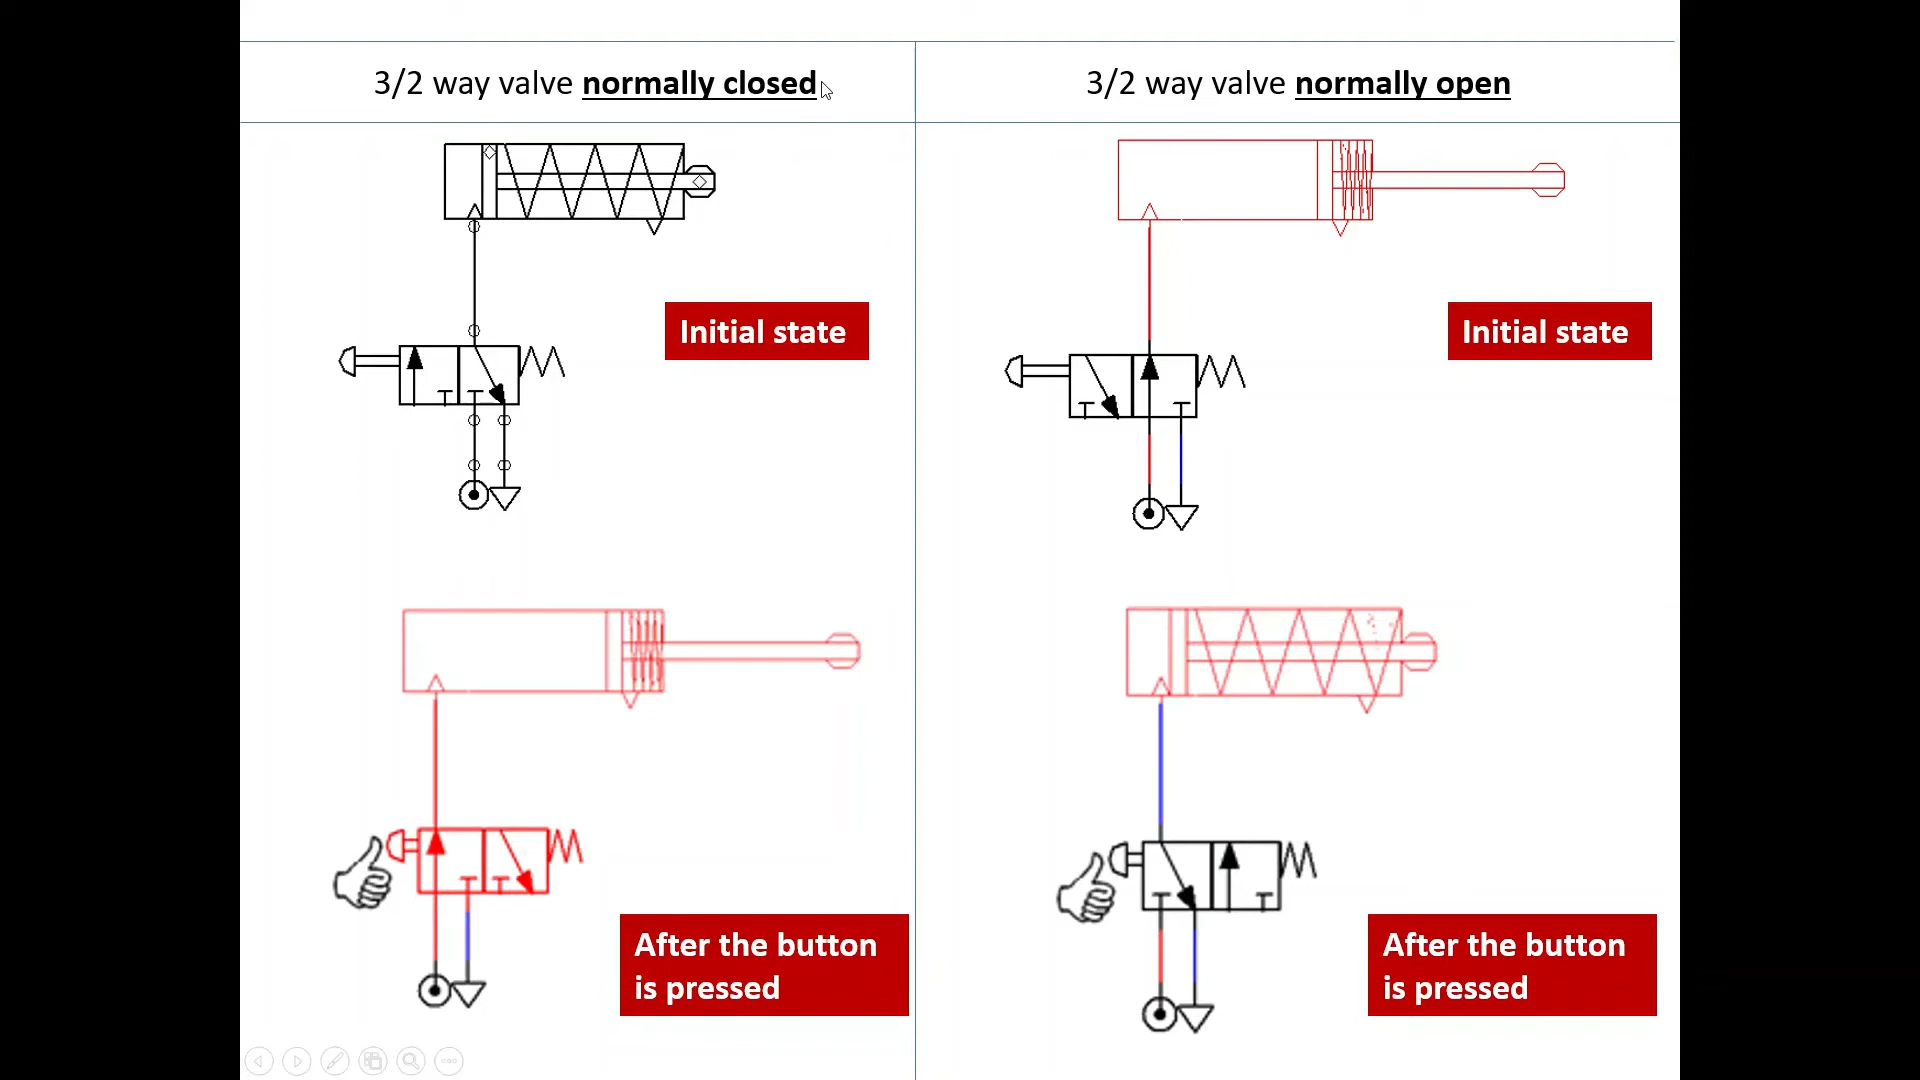 3/2 way valve normally closed
3/2 way valve normally open
Initial state
Initial state
After the button
is pressed
After the button
is pressed